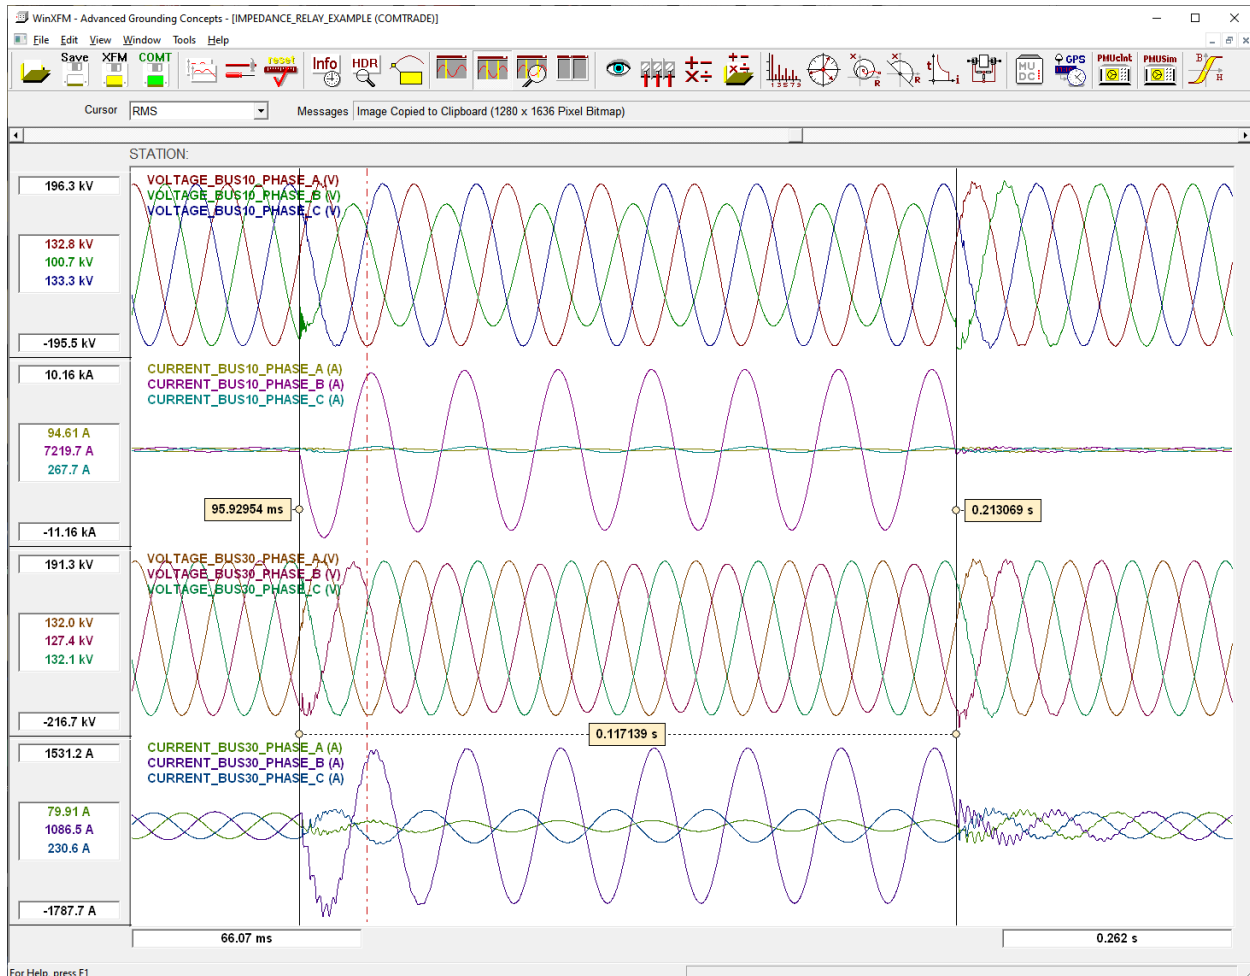 WinXFM - Advanced Grounding Concepts - [IMPEDANCE_RELAY_EXAMPLE (COMTRADE)]
File Edit View Window Tools Help
Save XFM COMT reset Info HDR MU DC GPS PMUclnt PMUSim
Cursor RMS Messages Image Copied to Clipboard (1280 x 1636 Pixel Bitmap)
STATION:
196.3 kV
VOLTAGE_BUS10_PHASE_A (V)
VOLTAGE_BUS10_PHASE_B (V)
VOLTAGE_BUS10_PHASE_C (V)
132.8 kV
100.7 kV
133.3 kV
-195.5 kV
10.16 kA
CURRENT_BUS10_PHASE_A (A)
CURRENT_BUS10_PHASE_B (A)
CURRENT_BUS10_PHASE_C (A)
94.61 A
7219.7 A
267.7 A
95.92954 ms
0.213069 s
-11.16 kA
191.3 kV
VOLTAGE_BUS30_PHASE_A (V)
VOLTAGE_BUS30_PHASE_B (V)
VOLTAGE_BUS30_PHASE_C (V)
132.0 kV
127.4 kV
132.1 kV
-216.7 kV
0.117139 s
1531.2 A
CURRENT_BUS30_PHASE_A (A)
CURRENT_BUS30_PHASE_B (A)
CURRENT_BUS30_PHASE_C (A)
79.91 A
1086.5 A
230.6 A
-1787.7 A
66.07 ms
0.262 s
For Help, press F1